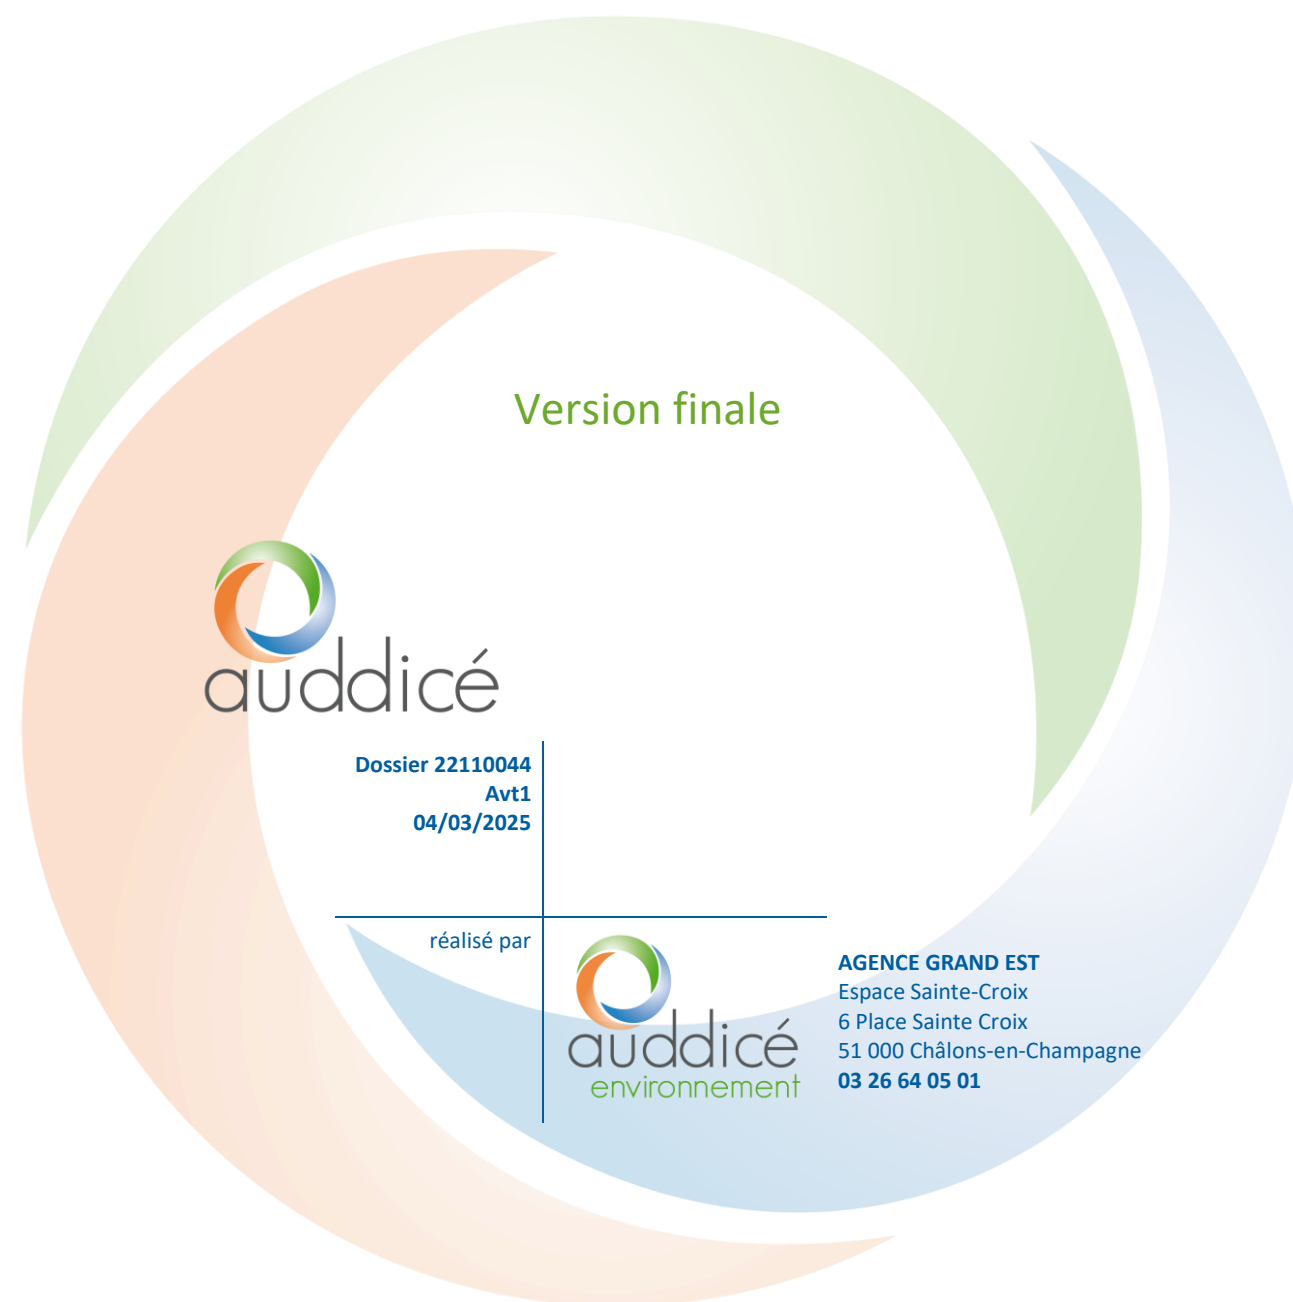 Version finale
auddicé
Dossier 22110044
Avt1
04/03/2025
réalisé par
auddicé
environnement
AGENCE GRAND EST
Espace Sainte-Croix
6 Place Sainte Croix
51 000 Châlons-en-Champagne
03 26 64 05 01